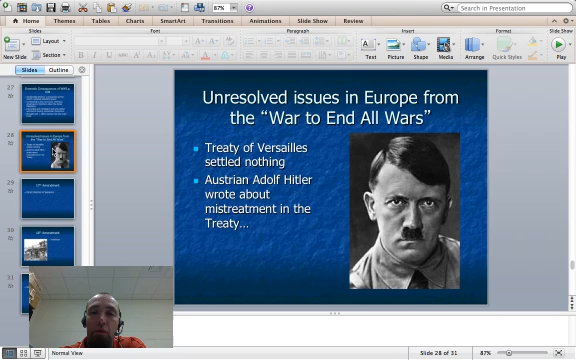 87%
Search in Presentation
Home
Themes
Tables
Charts
SmartArt
Transitions
Animations
Slide Show
Review
Slides
Font
Paragraph
Insert
Format
Slide Show
New Slide
Layout
Section
Text
Picture
Shape
Media
Arrange
Quick Styles
Play
Slides
Outline
27
28
29
30
31
Unresolved issues in Europe from
the “War to End All Wars”
Treaty of Versailles
settled nothing
Austrian Adolf Hitler
wrote about
mistreatment in the
Treaty…
Normal View
Slide 28 of 31
87%